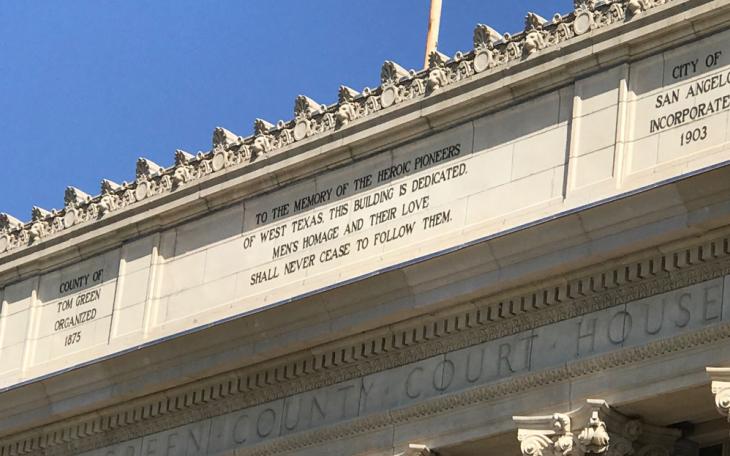 COUNTY OF
TOM GREEN
ORGANIZED
1875
TO THE MEMORY OF THE HEROIC PIONEERS
OF WEST TEXAS, THIS BUILDING IS DEDICATED.
MEN'S HOMAGE AND THEIR LOVE
SHALL NEVER CEASE TO FOLLOW THEM.
CITY OF
SAN ANGELO
INCORPORATE
1903
GREEN COUNTY COURT HOUSE